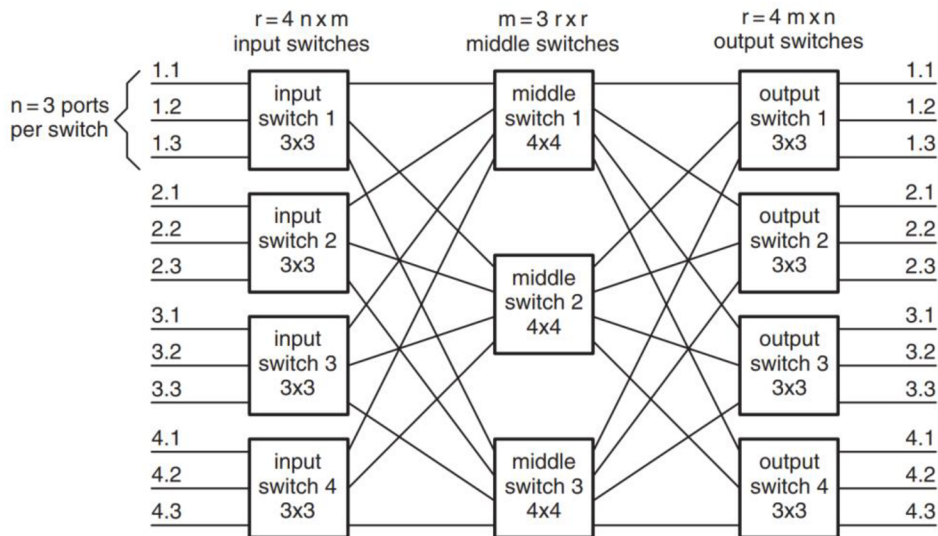 r = 4 n x m
input switches
m = 3 r x r
middle switches
r = 4 m x n
output switches
n = 3 ports
per switch
1.1
1.2
1.3
2.1
2.2
2.3
3.1
3.2
3.3
4.1
4.2
4.3
input
switch 1
3x3
input
switch 2
3x3
input
switch 3
3x3
input
switch 4
3x3
middle
switch 1
4x4
middle
switch 2
4x4
middle
switch 3
4x4
output
switch 1
3x3
output
switch 2
3x3
output
switch 3
3x3
output
switch 4
3x3
1.1
1.2
1.3
2.1
2.2
2.3
3.1
3.2
3.3
4.1
4.2
4.3